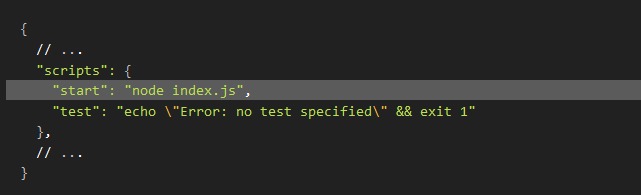 {
  // ...
  "scripts": {
    "start": "node index.js",
    "test": "echo \"Error: no test specified\" && exit 1"
  },
  // ...
}